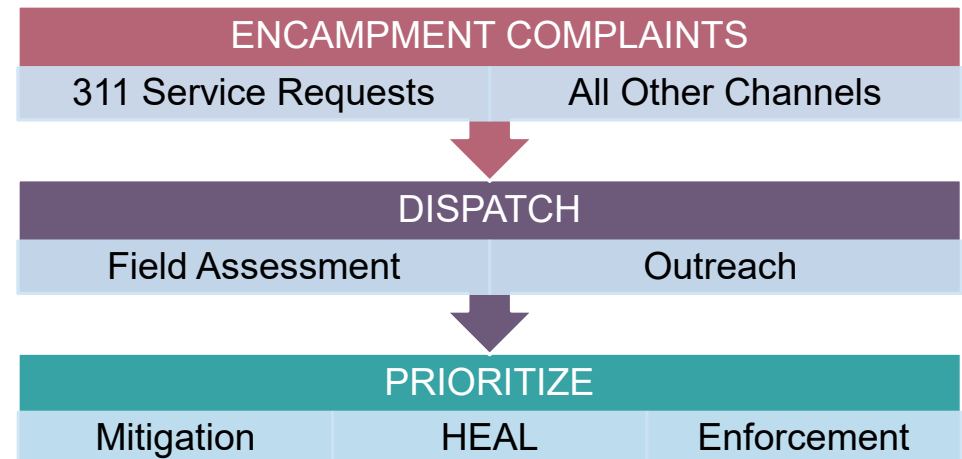 ENCAMPMENT COMPLAINTS
311 Service Requests All Other Channels
DISPATCH
Field Assessment Outreach
PRIORITIZE
Mitigation HEAL Enforcement